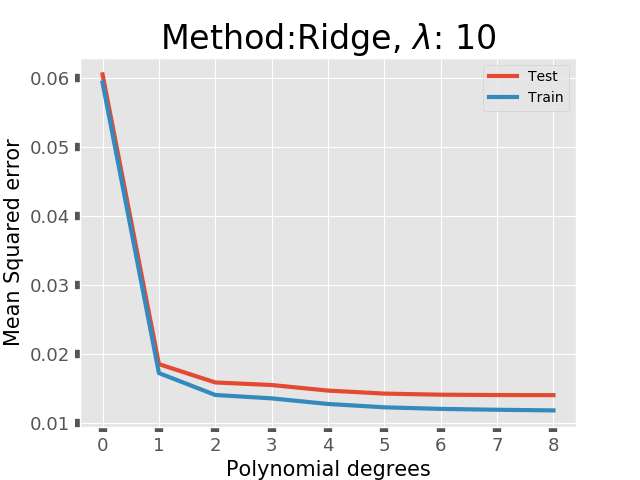 Method:Ridge, λ: 10
Test
Train
Mean Squared error
0.06
0.05
0.04
0.03
0.02
0.01
0 1 2 3 4 5 6 7 8
Polynomial degrees